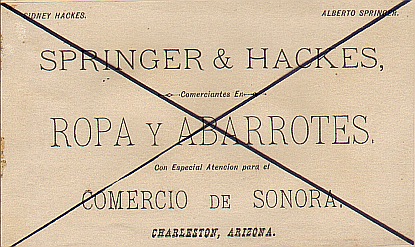 SIDNEY HACKES. ALBERTO SPRINGER.
SPRINGER & HACKES,
Comerciantes En
ROPA Y ABARROTES,
Con Especial Atencion para el
COMERCIO DE SONORA.
CHARLESTON, ARIZONA.